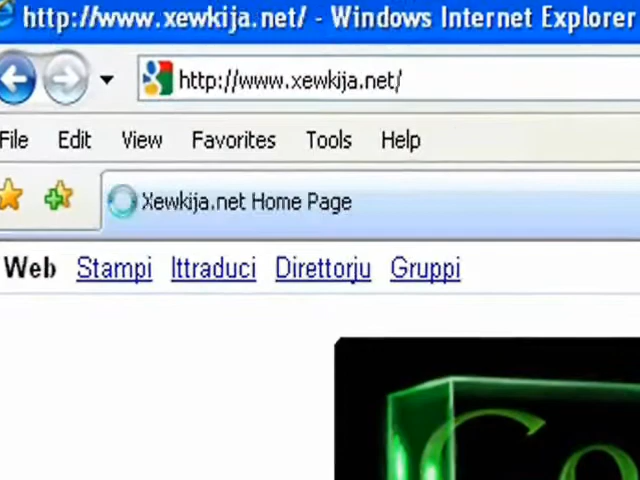 http://www.xewkija.net/ - Windows Internet Explorer
http://www.xewkija.net/
File Edit View Favorites Tools Help
Xewkija.net Home Page
Web Stampi Ittraduci Direttorju Gruppi
Co